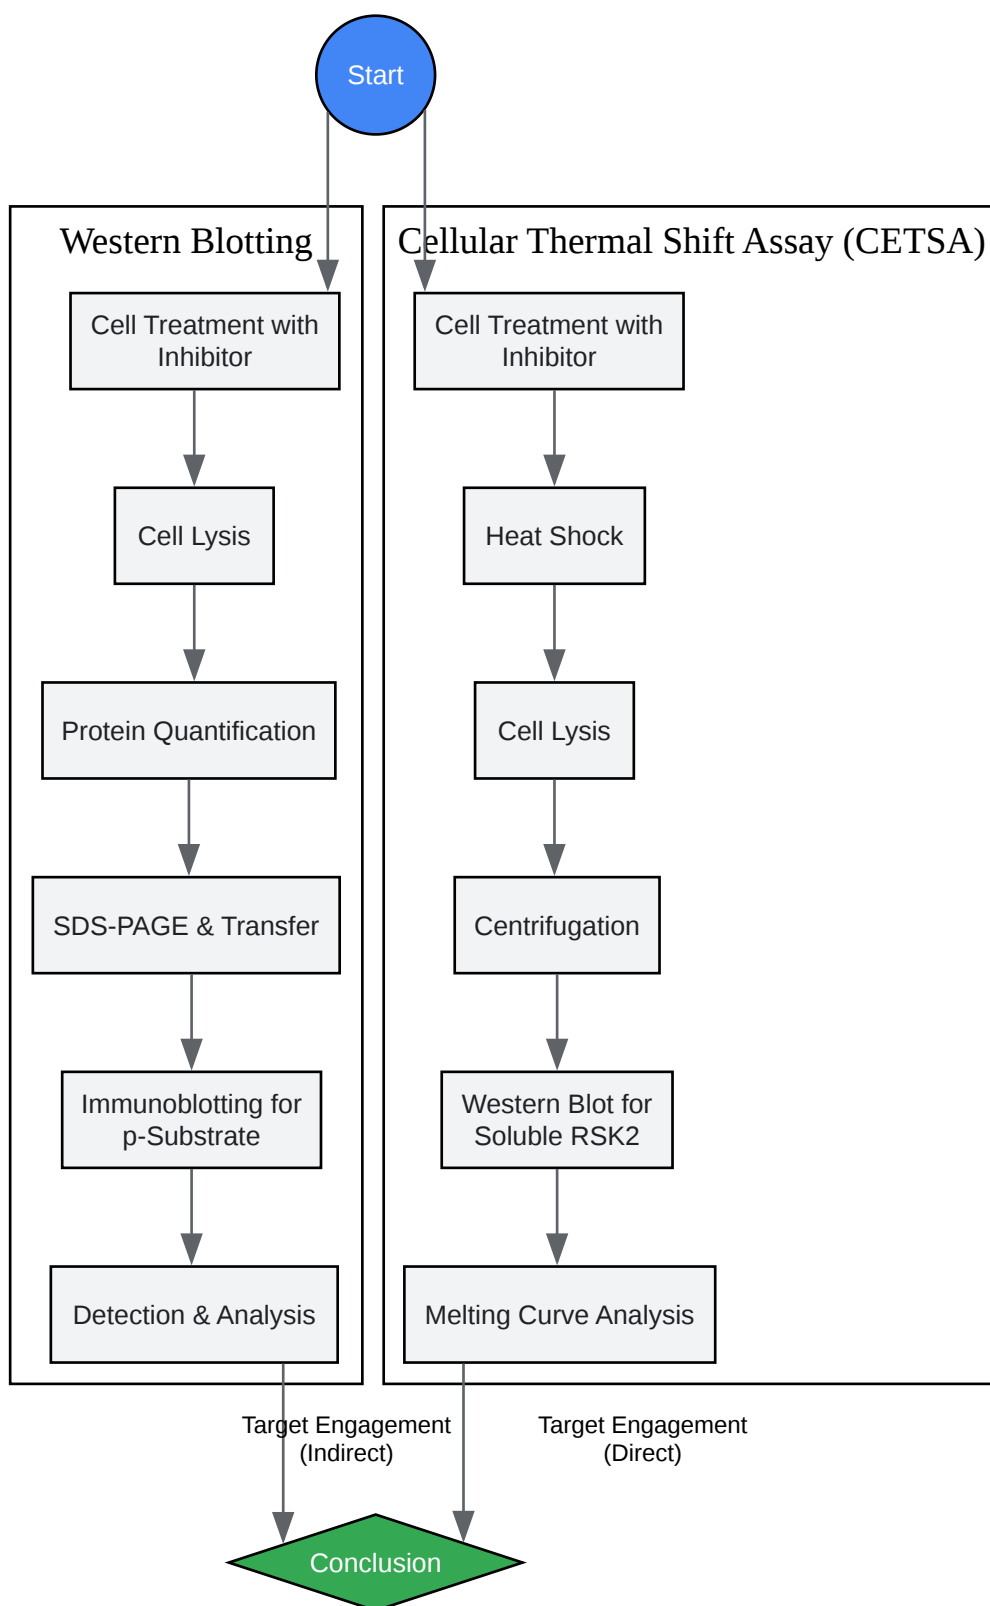 Start
Western Blotting
Cell Treatment with
Inhibitor
Cell Lysis
Protein Quantification
SDS-PAGE & Transfer
Immunoblotting for
p-Substrate
Detection & Analysis
Target Engagement
(Indirect)
Cellular Thermal Shift Assay (CETSA)
Cell Treatment with
Inhibitor
Heat Shock
Cell Lysis
Centrifugation
Western Blot for
Soluble RSK2
Melting Curve Analysis
Target Engagement
(Direct)
Conclusion